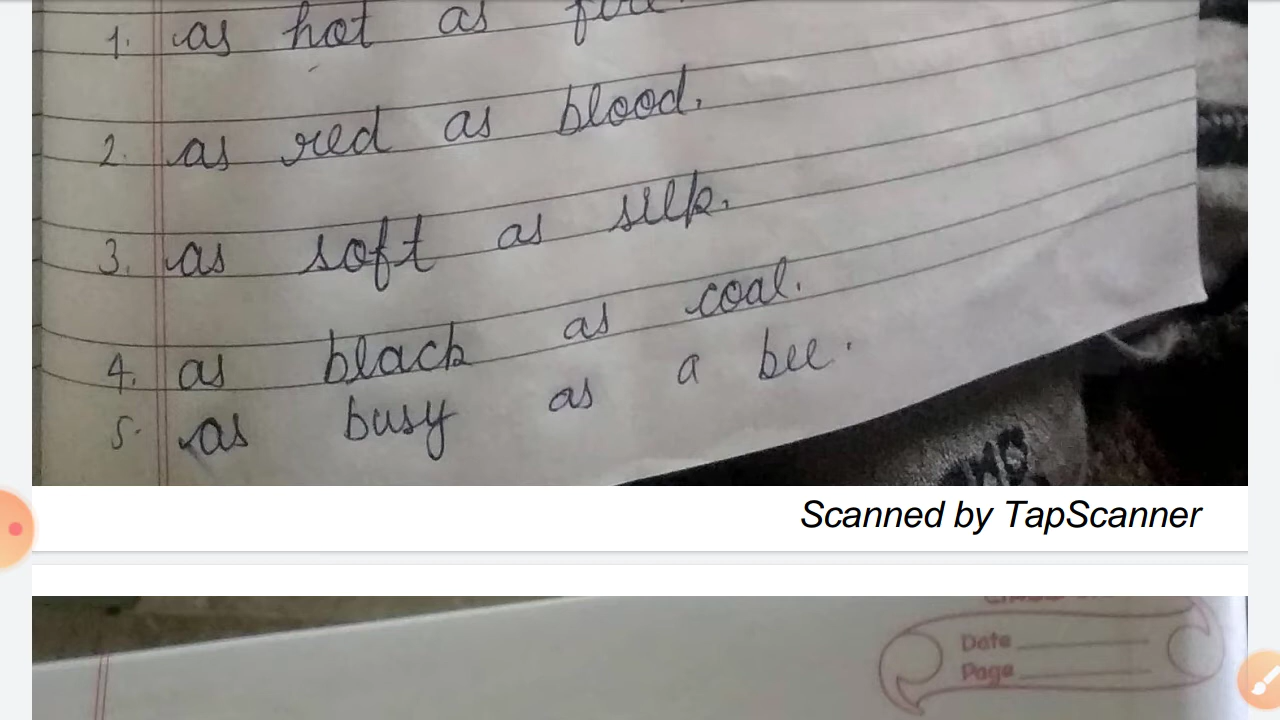 1. as hot as fire.
2. as red as blood.
3. as soft as silk.
4. as black as coal.
5. as busy as a bee.
Scanned by TapScanner
Date
Page